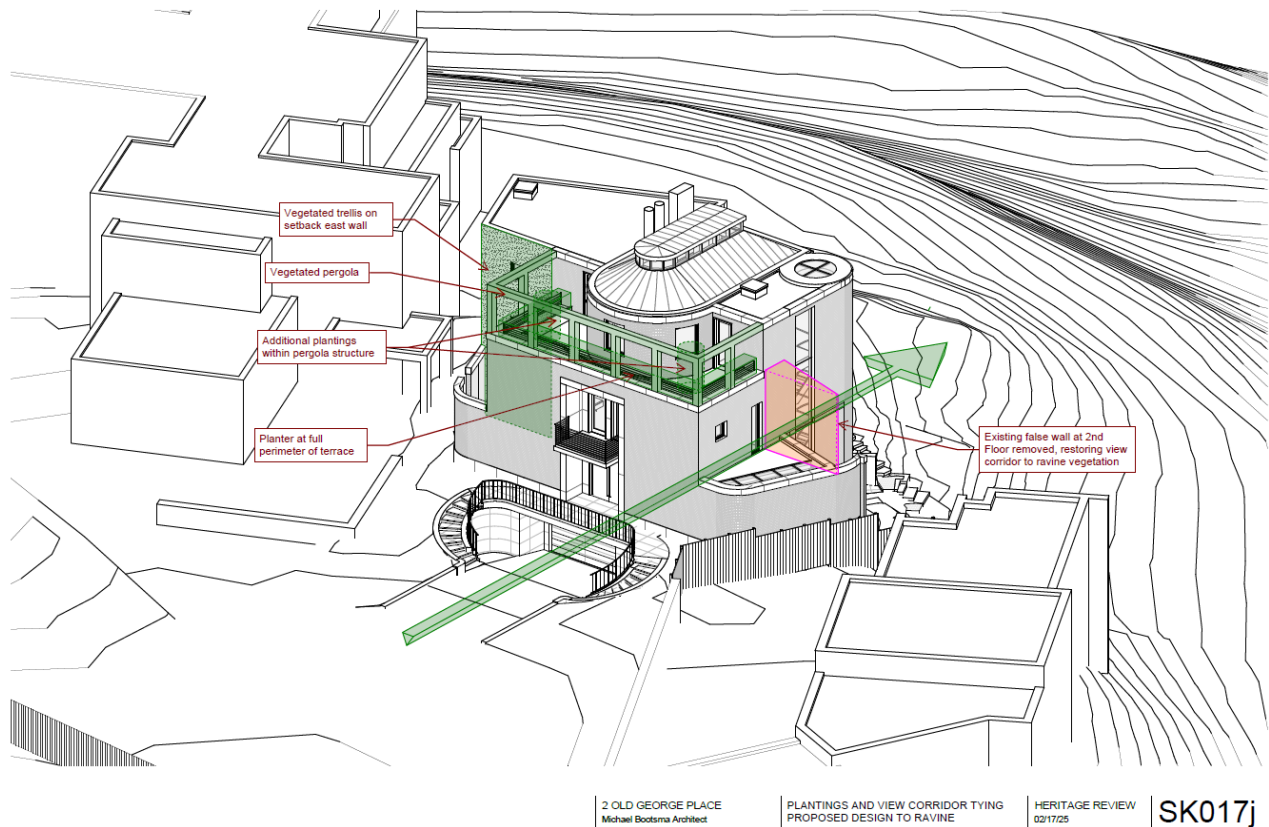 Vegetated trellis on
setback east wall
Vegetated pergola
Additional plantings
within pergola structure
Planter at full
perimeter of terrace
Existing false wall at 2nd
Floor removed, restoring view
corridor to ravine vegetation
2 OLD GEORGE PLACE
Michael Bootsma Architect
PLANTINGS AND VIEW CORRIDOR TYING
PROPOSED DESIGN TO RAVINE
HERITAGE REVIEW
02/17/25
SK017j